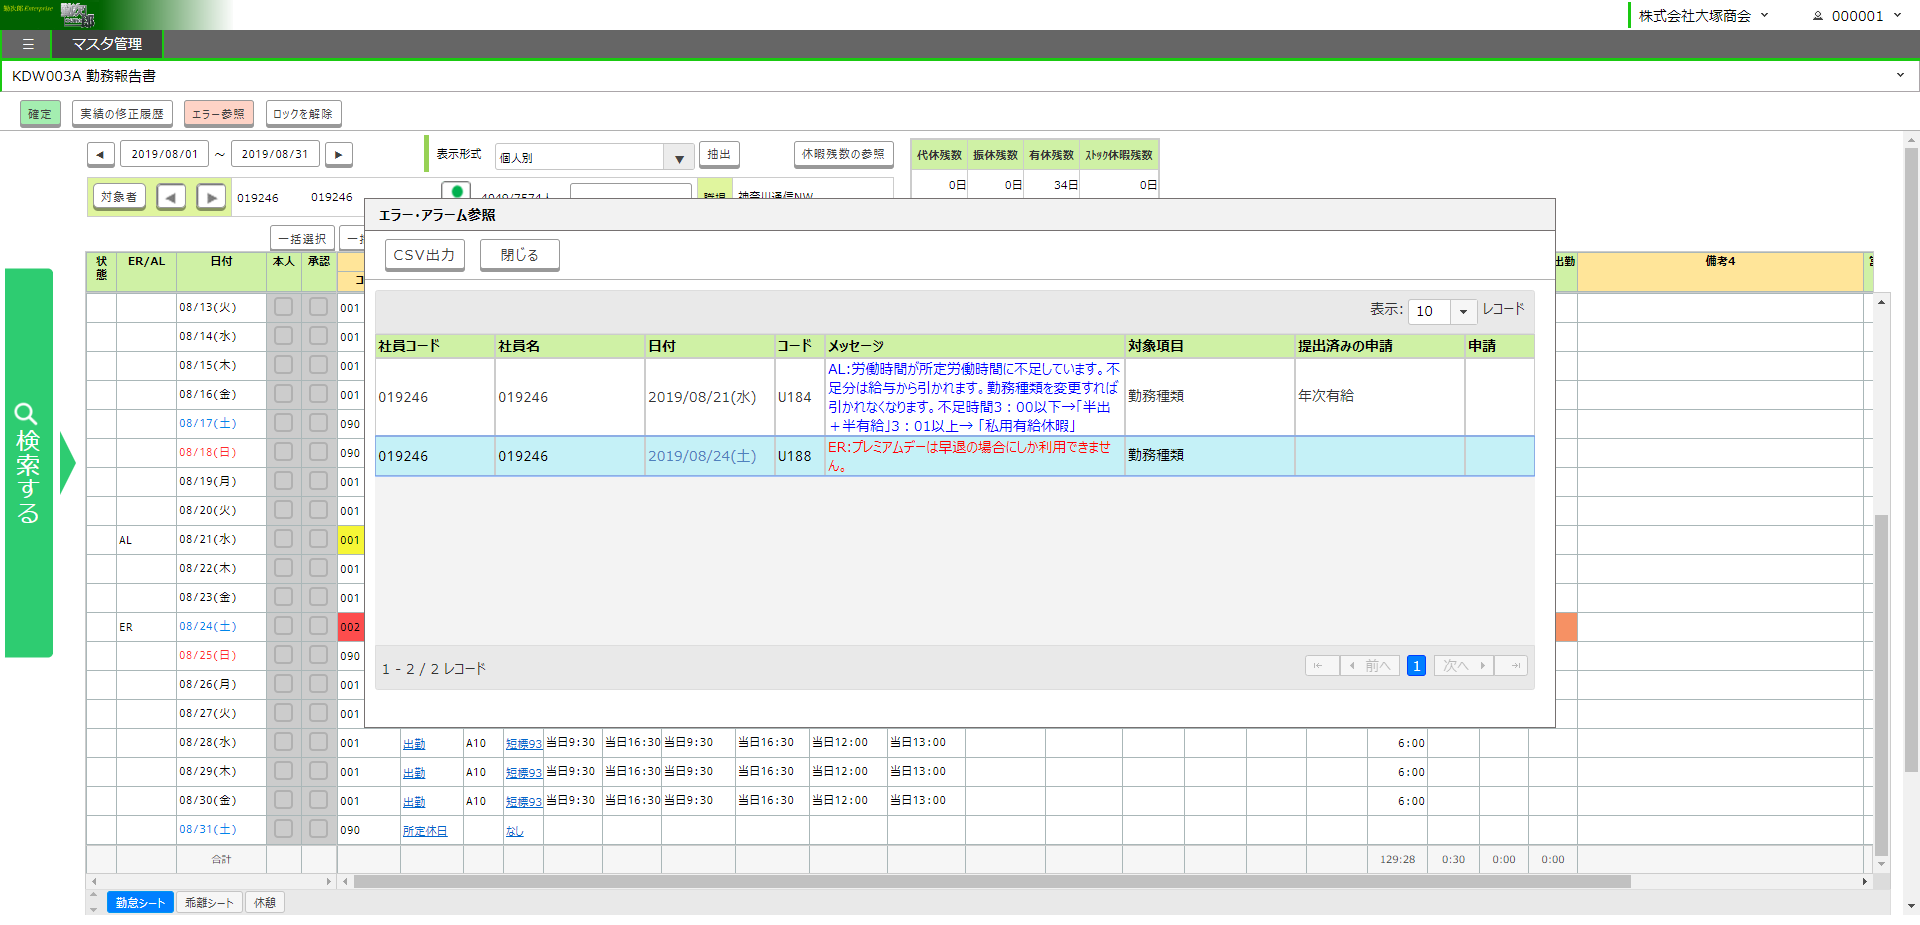 勤次郎Enterprise
株式会社大塚商会
000001
マスタ管理
KDW003A 勤務報告書
確定
実績の修正履歴
エラー参照
ロックを解除
2019/08/01 ～ 2019/08/31
表示形式
個人別
抽出
休暇残数の参照
代休残数 振休残数 有休残数 ｽﾄｯｸ休暇残数
0日 0日 34日 0日
対象者
019246 019246
神奈川通信NW
一括選択
エラー・アラーム参照
CSV出力
閉じる
表示: 10 レコード
社員コード 社員名 日付 コード メッセージ 対象項目 提出済みの申請 申請
019246 019246 2019/08/21(水) U184
AL:労働時間が所定労働時間に不足しています。不
足分は給与から引かれます。勤務種類を変更すれば
引かれなくなります。不足時間3：00以下→「半出
＋半有給」3：01以上→「私用有給休暇」
勤務種類 年次有給
019246 019246 2019/08/24(土) U188
ER:プレミアムデーは早退の場合にしか利用できませ
ん。
勤務種類
1 - 2 / 2 レコード
前へ 1 次へ
検索する
状態 ER/AL 日付 本人 承認 出勤 備考4
08/13(火) 001
08/14(水) 001
08/15(木) 001
08/16(金) 001
08/17(土) 090
08/18(日) 090
08/19(月) 001
08/20(火) 001
AL 08/21(水) 001
08/22(木) 001
08/23(金) 001
ER 08/24(土) 002
08/25(日) 090
08/26(月) 001
08/27(火) 001
08/28(水) 001 出勤 A10 短標93 当日9:30 当日16:30 当日9:30 当日16:30 当日12:00 当日13:00 6:00
08/29(木) 001 出勤 A10 短標93 当日9:30 当日16:30 当日9:30 当日16:30 当日12:00 当日13:00 6:00
08/30(金) 001 出勤 A10 短標93 当日9:30 当日16:30 当日9:30 当日16:30 当日12:00 当日13:00 6:00
08/31(土) 090 所定休日 なし
合計 129:28 0:30 0:00 0:00
勤怠シート
乖離シート
休憩